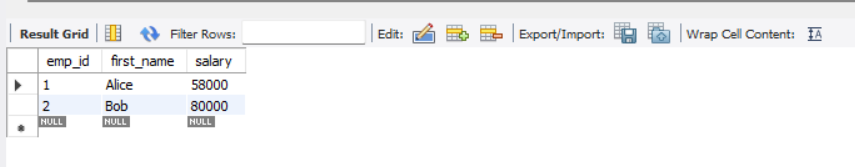 Result Grid Filter Rows: Edit: Export/Import: Wrap Cell Content: IA
emp_id first_name salary
1 Alice 58000
2 Bob 80000
NULL NULL NULL